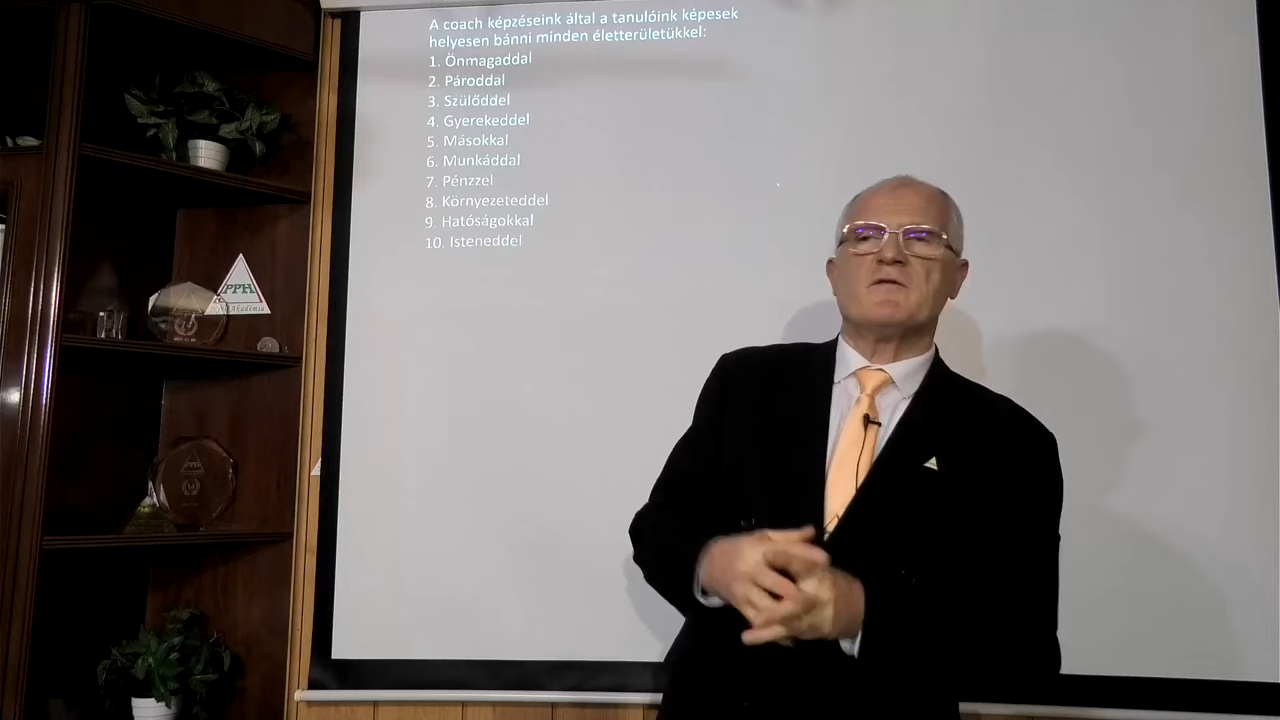 A coach képzéseink által a tanulóink képesek
helyesen bánni minden életterületükkel:
1. Önmagaddal
2. Pároddal
3. Szülőddel
4. Gyerekeddel
5. Másokkal
6. Munkáddal
7. Pénzzel
8. Környezeteddel
9. Hatóságokkal
10. Isteneddel
PPH
Akadémia